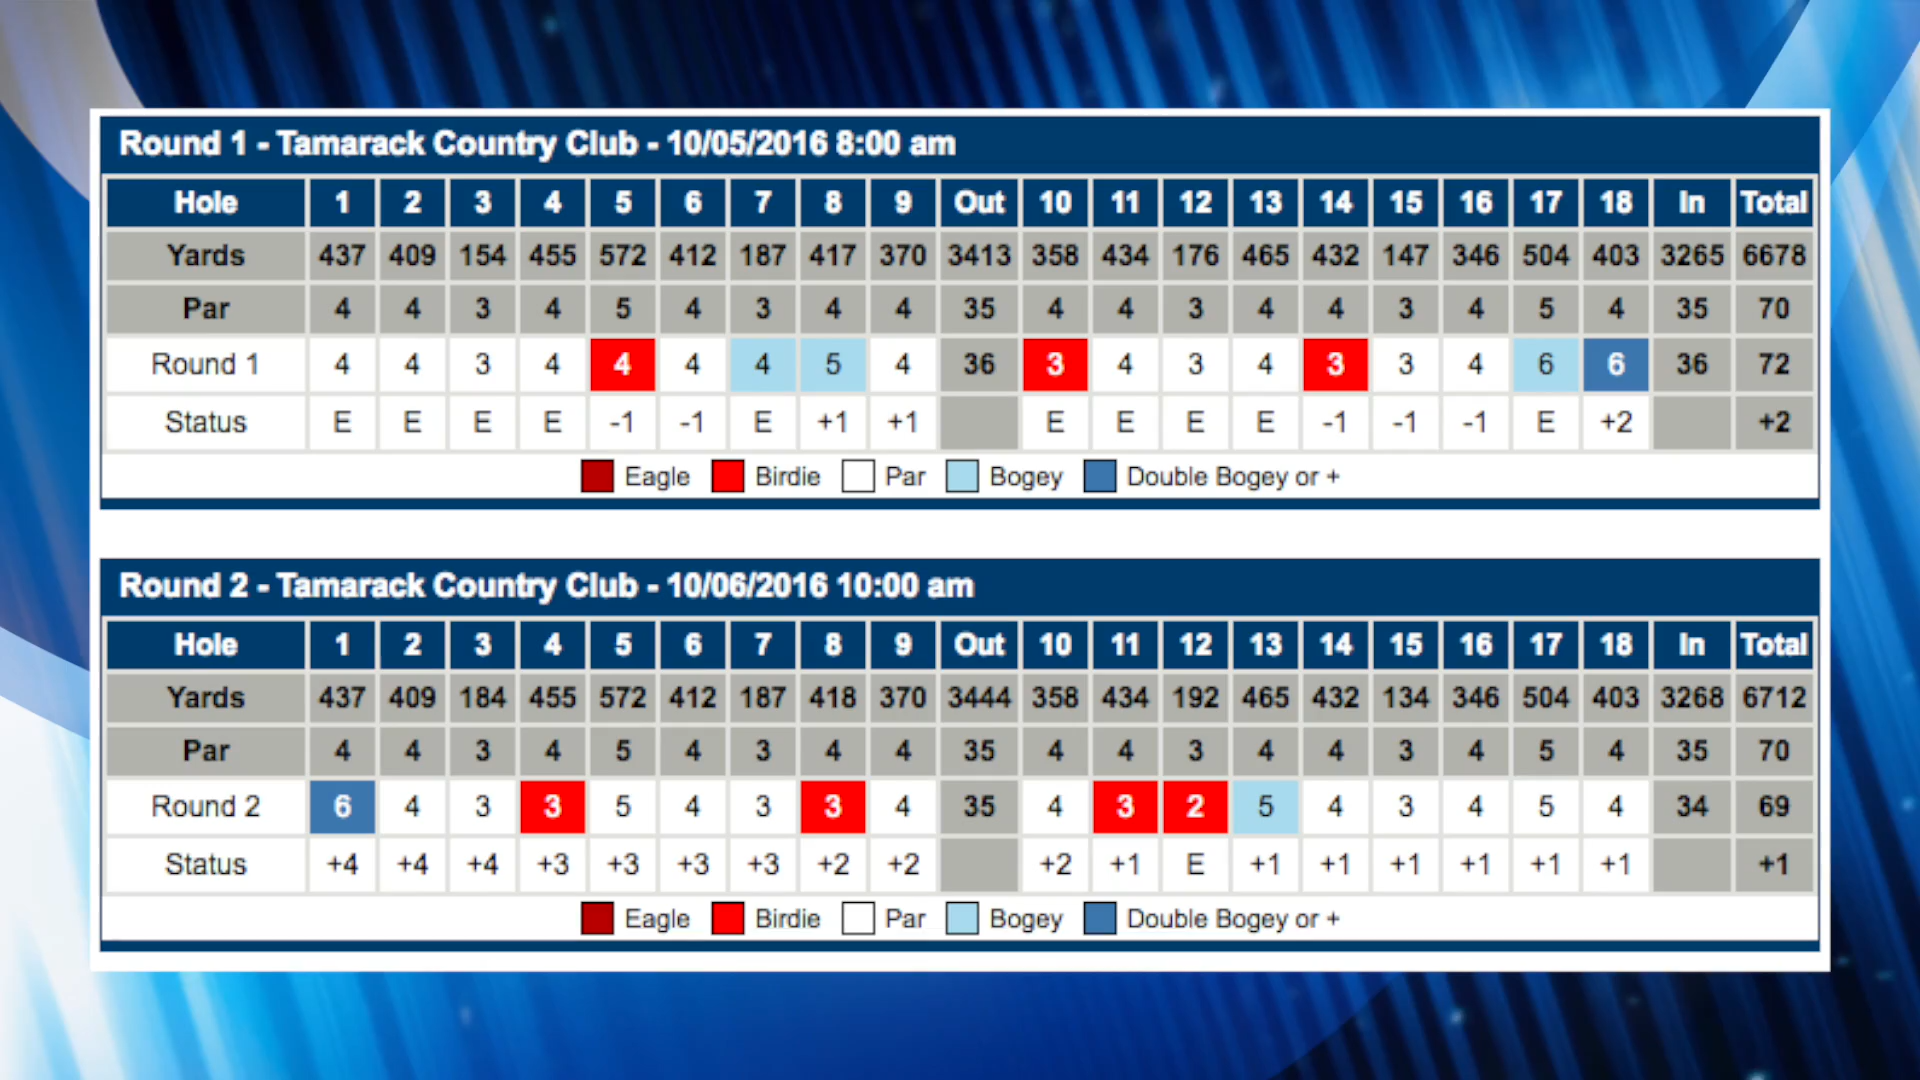 Round 1 - Tamarack Country Club - 10/05/2016 8:00 am
Hole 1 2 3 4 5 6 7 8 9 Out 10 11 12 13 14 15 16 17 18 In Total
Yards 437 409 154 455 572 412 187 417 370 3413 358 434 176 465 432 147 346 504 403 3265 6678
Par 4 4 3 4 5 4 3 4 4 35 4 4 3 4 4 3 4 5 4 35 70
Round 1 4 4 3 4 4 4 4 5 4 36 3 4 3 4 3 3 4 6 6 36 72
Status E E E E -1 -1 E +1 +1 E E E E -1 -1 -1 E +2 +2
Eagle Birdie Par Bogey Double Bogey or +
Round 2 - Tamarack Country Club - 10/06/2016 10:00 am
Hole 1 2 3 4 5 6 7 8 9 Out 10 11 12 13 14 15 16 17 18 In Total
Yards 437 409 184 455 572 412 187 418 370 3444 358 434 192 465 432 134 346 504 403 3268 6712
Par 4 4 3 4 5 4 3 4 4 35 4 4 3 4 4 3 4 5 4 35 70
Round 2 6 4 3 3 5 4 3 3 4 35 4 3 2 5 4 3 4 5 4 34 69
Status +4 +4 +4 +3 +3 +3 +3 +2 +2 +2 +1 E +1 +1 +1 +1 +1 +1 +1
Eagle Birdie Par Bogey Double Bogey or +